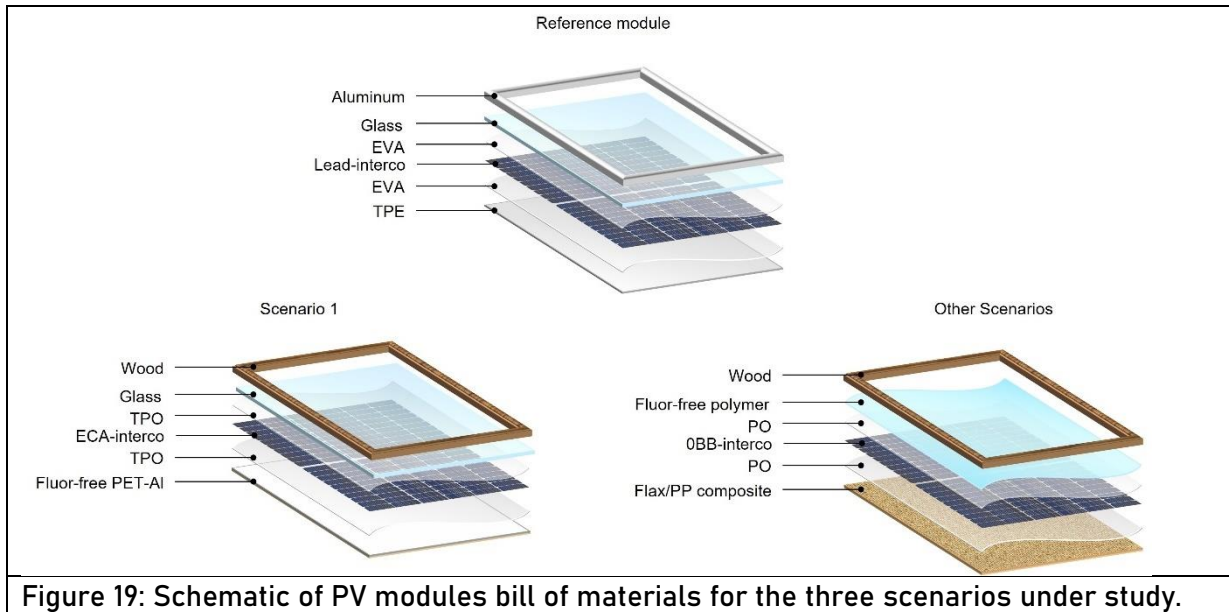 Reference module
Aluminum
Glass
EVA
Lead-interco
EVA
TPE
Scenario 1
Wood
Glass
TPO
ECA-interco
TPO
Fluor-free PET-Al
Other Scenarios
Wood
Fluor-free polymer
PO
0BB-interco
PO
Flax/PP composite
Figure 19: Schematic of PV modules bill of materials for the three scenarios under study.